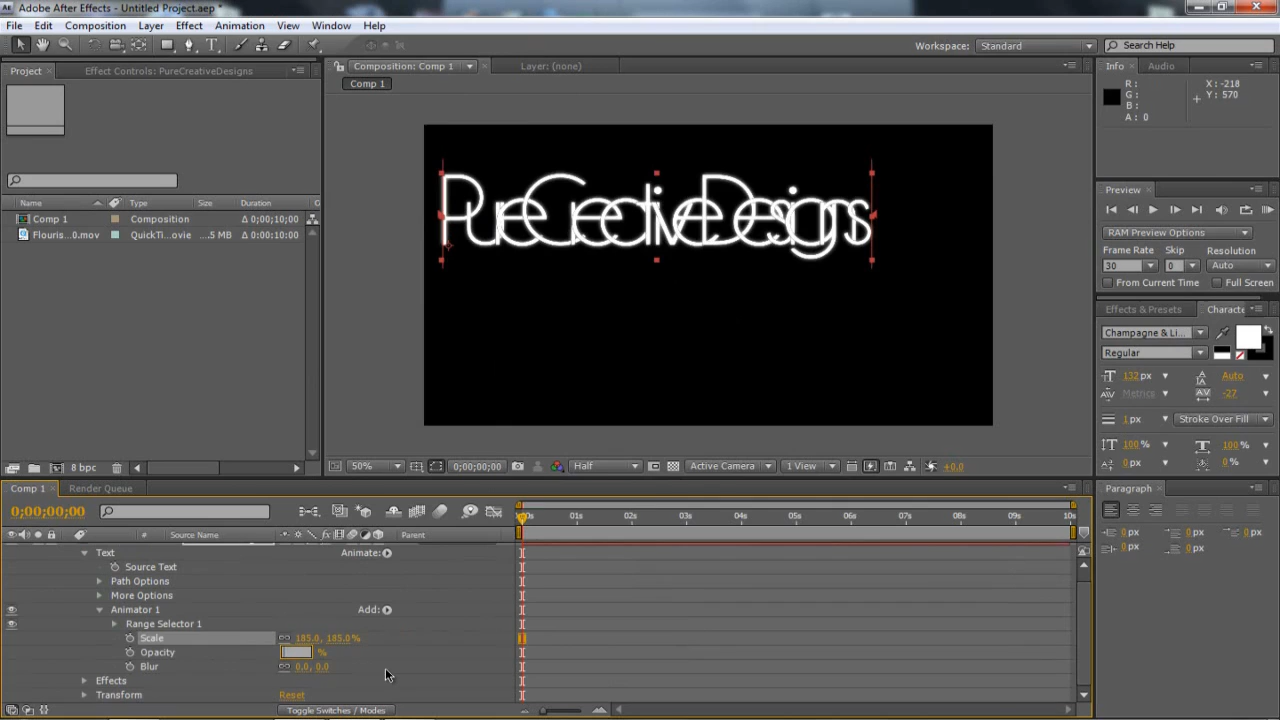 Adobe After Effects - Untitled Project.aep *
File Edit Composition Layer Effect Animation View Window Help
Workspace: Standard Search Help
Project Effect Controls: PureCreativeDesigns Composition: Comp 1 Layer: (none) Info Audio
Comp 1
R: X: -218
G: Y: 570
B:
A: 0
PureCreativeDesigns
Preview
RAM Preview Options
Frame Rate Skip Resolution
30 0 Auto
From Current Time Full Screen
Name Type Size Duration
Comp 1 Composition Δ 0;00;10;00
Flouris...0.mov QuickTi...ovie ....5 MB Δ 0:00:10:00
Effects & Presets Characte
Champagne & Li...
Regular
132 px Auto
Metrics -27
1 px Stroke Over Fill
100 % 100 %
0 px 0 %
8 bpc 50% 0;00;00;00 Half Active Camera 1 View +0.0
Comp 1 Render Queue Paragraph
0;00;00;00
01s 02s 03s 04s 05s 06s 07s 08s 09s 10s
# Source Name Parent
0 px 0 px 0 px
0 px 0 px
Text Animate:
Source Text
Path Options
More Options
Animator 1 Add:
Range Selector 1
Scale 185.0, 185.0%
Opacity %
Blur 0.0, 0.0
Effects
Transform Reset
Toggle Switches / Modes